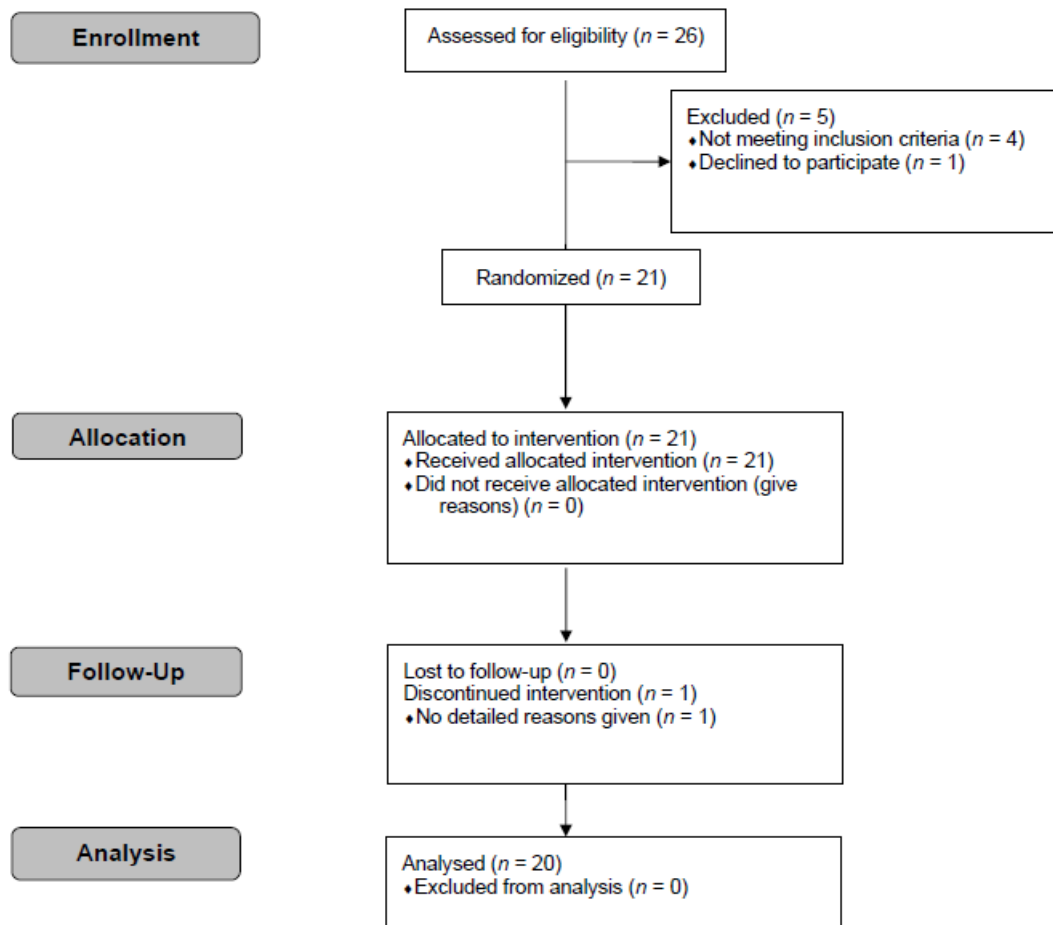 Enrollment
Assessed for eligibility (n = 26)
Excluded (n = 5)
♦Not meeting inclusion criteria (n = 4)
♦Declined to participate (n = 1)
Randomized (n = 21)
Allocation
Allocated to intervention (n = 21)
♦Received allocated intervention (n = 21)
♦Did not receive allocated intervention (give
reasons) (n = 0)
Follow-Up
Lost to follow-up (n = 0)
Discontinued intervention (n = 1)
♦No detailed reasons given (n = 1)
Analysis
Analysed (n = 20)
♦Excluded from analysis (n = 0)